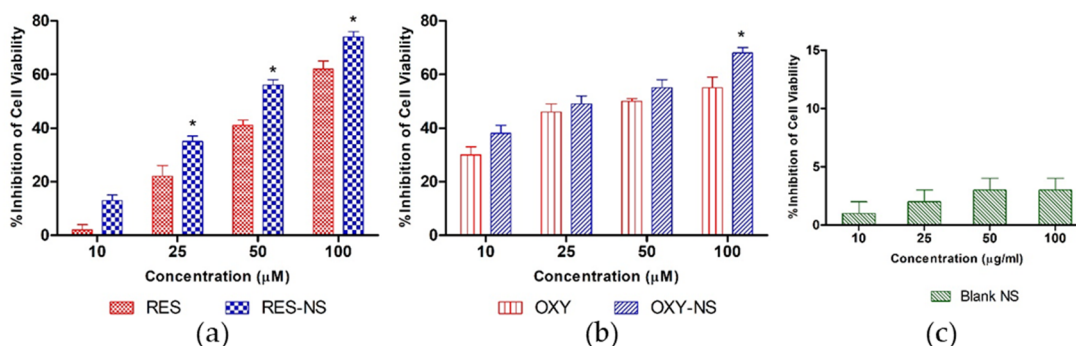 % Inhibition of Cell Viability
80
60
40
20
0
* * *
10 25 50 100
Concentration (µM)
RES RES-NS
(a)
% Inhibition of Cell Viability
80
60
40
20
0
*
10 25 50 100
Concentration (µM)
OXY OXY-NS
(b)
% Inhibition of Cell Viability
15
10
5
0
10 25 50 100
Concentration (µg/ml)
Blank NS
(c)